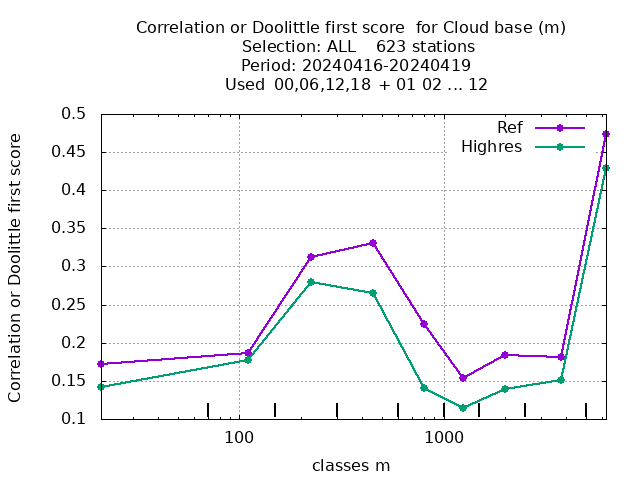 Correlation or Doolittle first score  for Cloud base (m)
Selection: ALL    623 stations
Period: 20240416-20240419
Used  00,06,12,18 + 01 02 ... 12
Correlation or Doolittle first score
0.5
0.45
0.4
0.35
0.3
0.25
0.2
0.15
0.1
Ref
Highres
100
1000
classes m